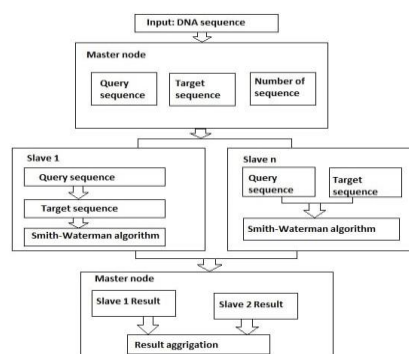 Input: DNA sequence
Master node
Query
sequence
Target
sequence
Number of
sequence
Slave 1
Query sequence
Target sequence
Smith-Waterman algorithm
Slave n
Query
sequence
Target
sequence
Smith-Waterman algorithm
Master node
Slave 1 Result
Slave 2 Result
Result aggrigation